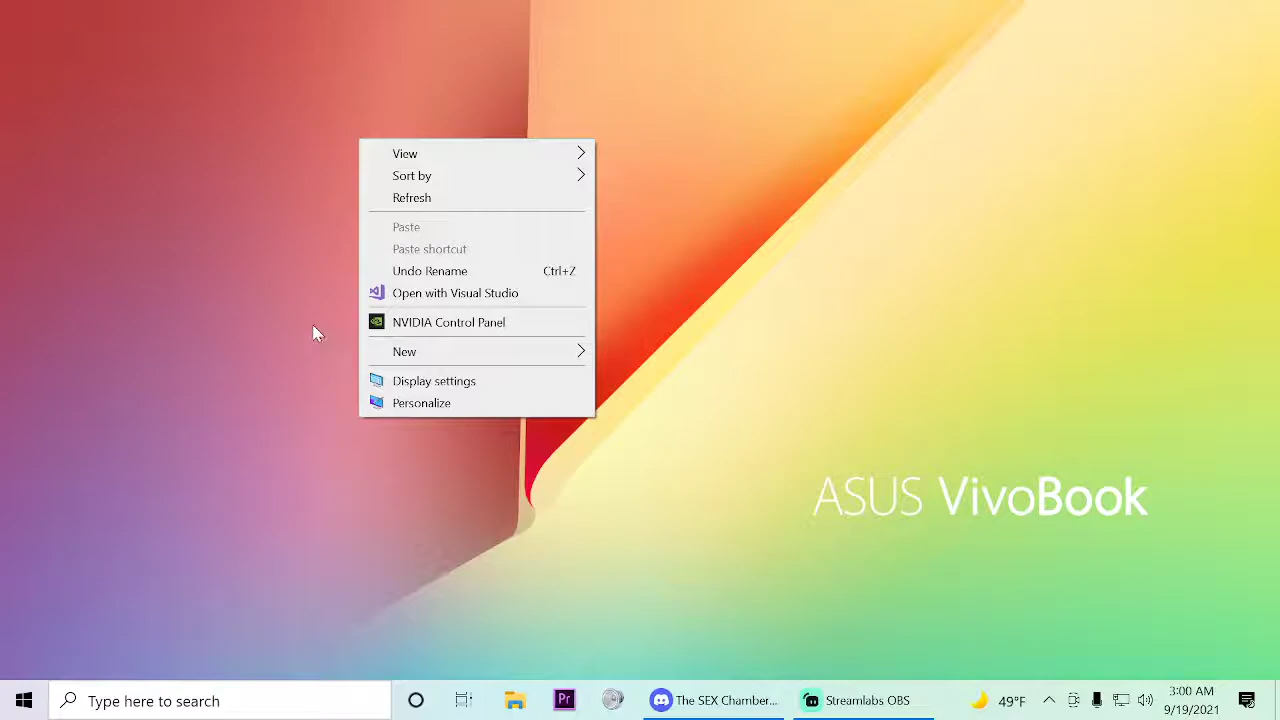 View
Sort by
Refresh
Paste
Paste shortcut
Undo Rename Ctrl+Z
Open with Visual Studio
NVIDIA Control Panel
New
Display settings
Personalize
ASUS VivoBook
Type here to search
Pr
The SEX Chamber...
Streamlabs OBS
49°F
3:00 AM
9/19/2021